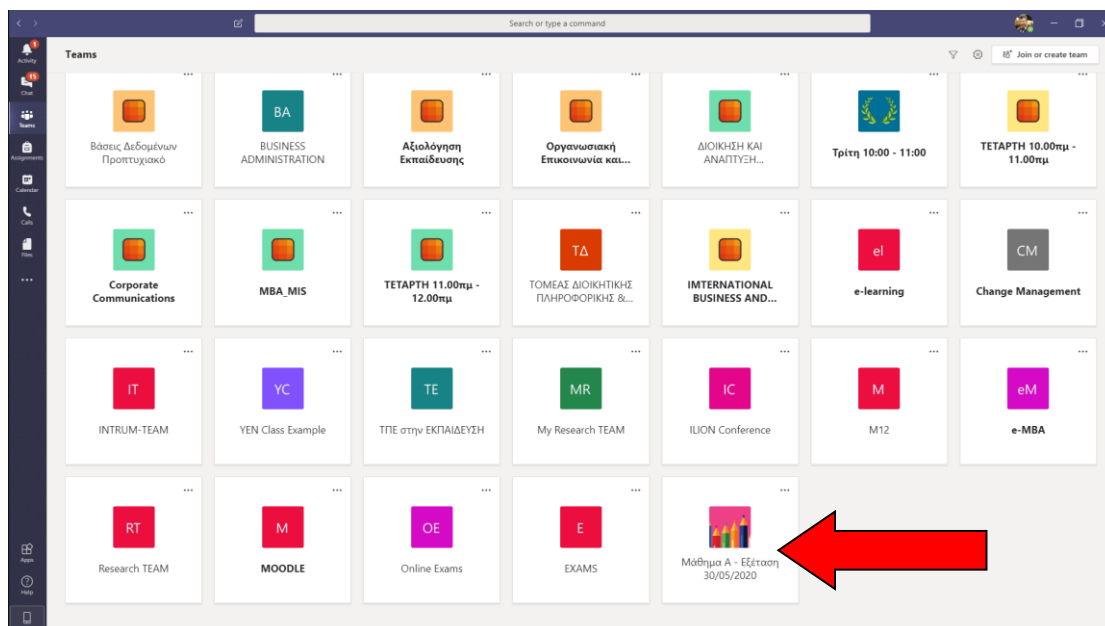 Search or type a command
Teams
Join or create team
1
Activity
15
Chat
Teams
Assignments
Calendar
Calls
Files
Apps
Help
Βάσεις Δεδομένων
Προπτυχιακό
BA
BUSINESS
ADMINISTRATION
Αξιολόγηση
Εκπαίδευσης
Οργανωσιακή
Επικοινωνία και...
ΔΙΟΙΚΗΣΗ ΚΑΙ
ΑΝΑΠΤΥΞΗ...
Τρίτη 10:00 - 11:00
ΤΕΤΑΡΤΗ 10.00πμ -
11.00πμ
Corporate
Communications
MBA_MIS
ΤΕΤΑΡΤΗ 11.00πμ -
12.00πμ
ΤΔ
ΤΟΜΕΑΣ ΔΙΟΙΚΗΤΙΚΗΣ
ΠΛΗΡΟΦΟΡΙΚΗΣ &...
IMTERNATIONAL
BUSINESS AND...
el
e-learning
CM
Change Management
IT
INTRUM-TEAM
YC
YEN Class Example
TE
ΤΠΕ στην ΕΚΠΑΙΔΕΥΣΗ
MR
My Research TEAM
IC
ILION Conference
M
M12
eM
e-MBA
RT
Research TEAM
M
MOODLE
OE
Online Exams
E
EXAMS
Μάθημα Α - Εξέταση
30/05/2020